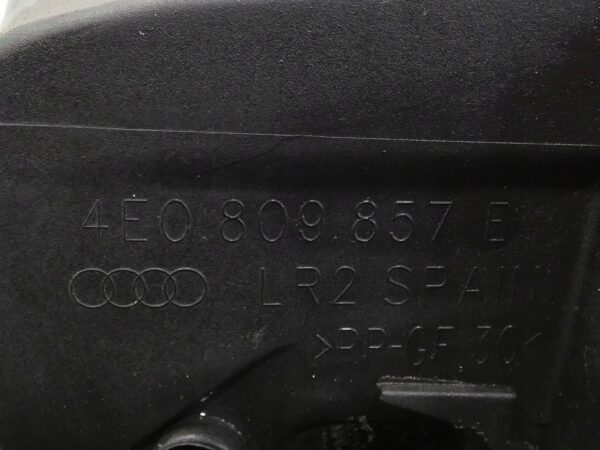 4E0.809.857 E
LR2 SPAIN
>PP-GF 30<